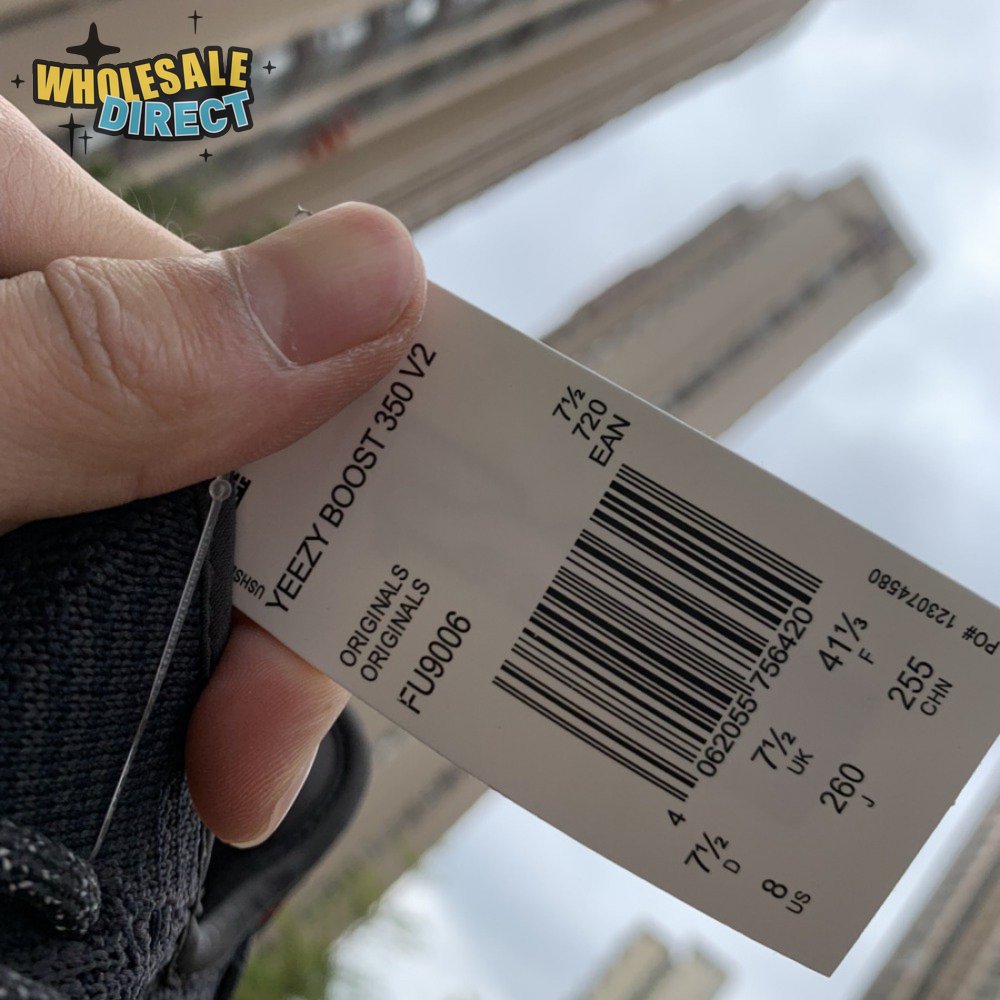 WHOLESALE
DIRECT
YEEZY BOOST 350 V2
ORIGINALS
ORIGINALS
FU9006
7½
720
EAN
4 062055 756420
7½
D
7½
UK
41⅓
F
8
US
260
J
255
CHN
PO# 123074580